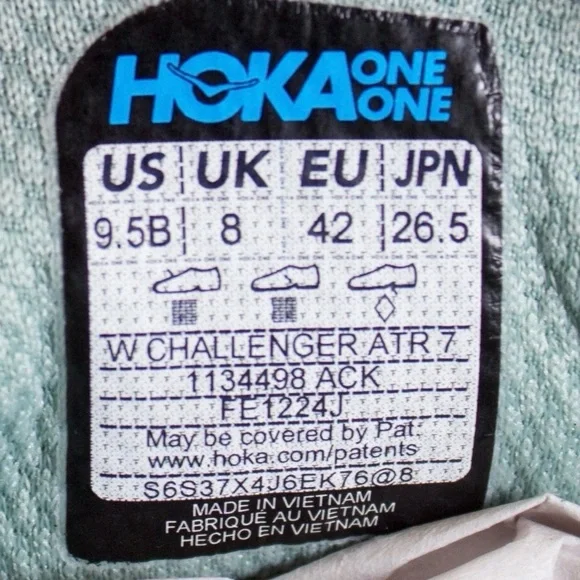 HOKA ONE ONE
US UK EU JPN
9.5B 8 42 26.5
W CHALLENGER ATR 7
1134498 ACK
FE1224J
May be covered by Pat:
www.hoka.com/patents
S6S37X4J6EK76@8
MADE IN VIETNAM
FABRIQUÉ AU VIETNAM
HECHO EN VIETNAM